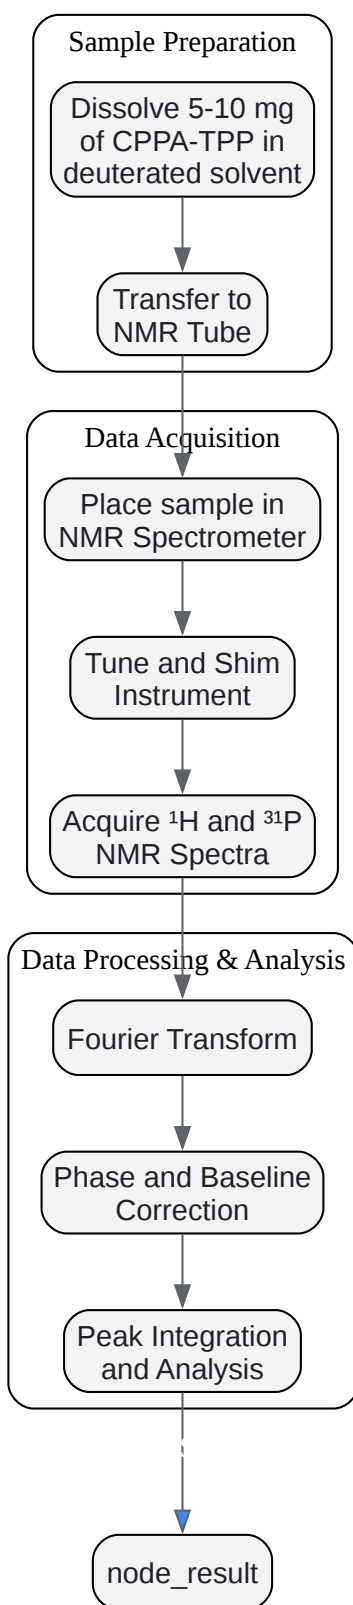 Sample Preparation
Dissolve 5-10 mg
of CPPA-TPP in
deuterated solvent
Transfer to
NMR Tube
Data Acquisition
Place sample in
NMR Spectrometer
Tune and Shim
Instrument
Acquire ¹H and ³¹P
NMR Spectra
Data Processing & Analysis
Fourier Transform
Phase and Baseline
Correction
Peak Integration
and Analysis
node_result